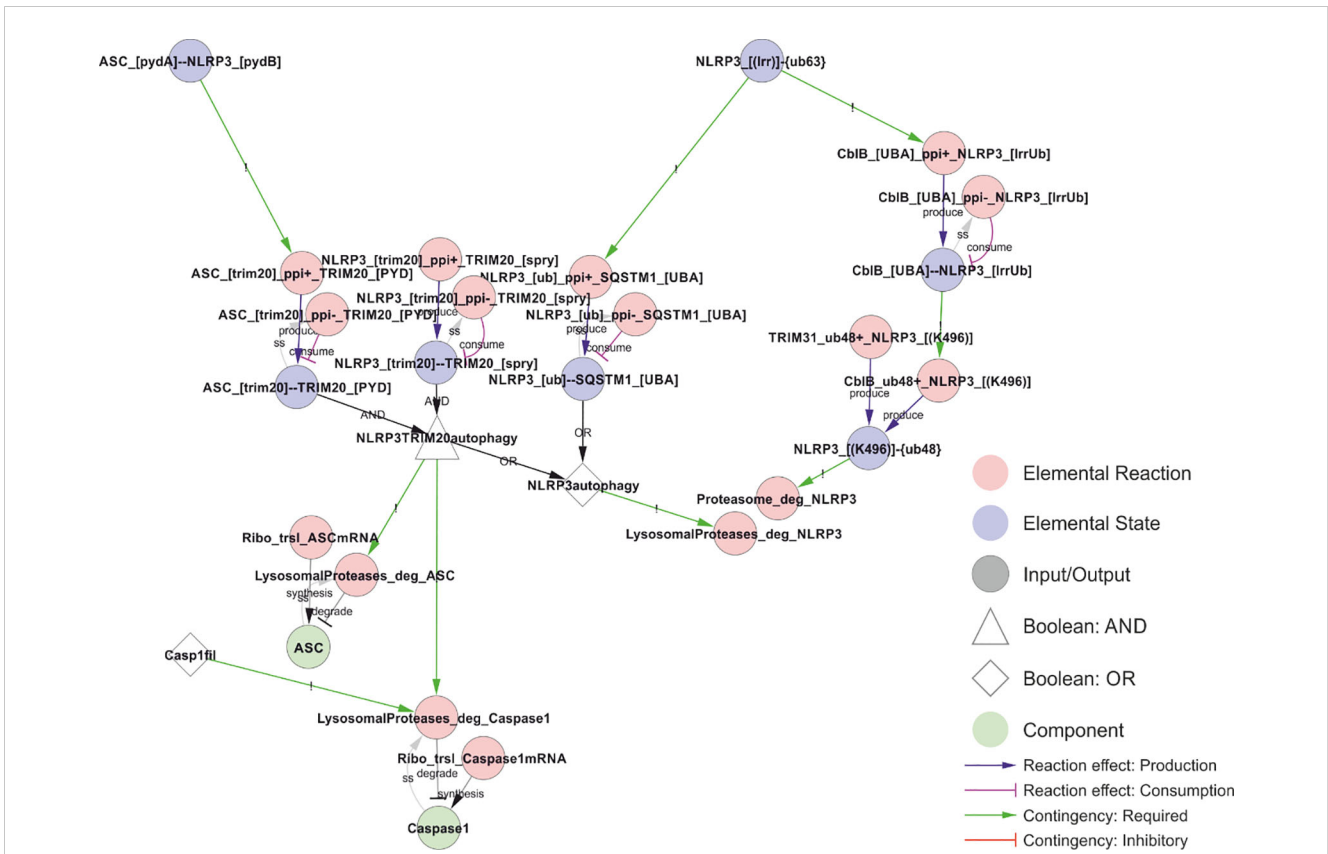 ASC_[pydA]--NLRP3_[pydB]
NLRP3_[(lrr)]-{ub63}
!
!
!
CblB_[UBA]_ppi+_NLRP3_[lrrUb]
CblB_[UBA]_ppi-_NLRP3_[lrrUb]
produce
ss
consume
CblB_[UBA]--NLRP3_[lrrUb]
ASC_[trim20]_ppi+_TRIM20_[PYD]
NLRP3_[trim20]_ppi+_TRIM20_[spry]
NLRP3_[ub]_ppi+_SQSTM1_[UBA]
ASC_[trim20]_ppi-_TRIM20_[PYD]
NLRP3_[trim20]_ppi-_TRIM20_[spry]
NLRP3_[ub]_ppi-_SQSTM1_[UBA]
produce
ss
consume
produce
ss
consume
produce
ss
consume
!
TRIM31_ub48+_NLRP3_[(K496)]
ASC_[trim20]--TRIM20_[PYD]
NLRP3_[trim20]--TRIM20_[spry]
NLRP3_[ub]--SQSTM1_[UBA]
CblB_ub48+_NLRP3_[(K496)]
produce
produce
AND
AND
OR
NLRP3TRIM20autophagy
OR
NLRP3_[(K496)]-{ub48}
!
NLRP3autophagy
Proteasome_deg_NLRP3
!
LysosomalProteases_deg_NLRP3
!
!
Ribo_trsl_ASCmRNA
LysosomalProteases_deg_ASC
synthesis
ss
degrade
ASC
Casp1fil
!
LysosomalProteases_deg_Caspase1
Ribo_trsl_Caspase1mRNA
degrade
ss
synthesis
Caspase1
Elemental Reaction
Elemental State
Input/Output
Boolean: AND
Boolean: OR
Component
Reaction effect: Production
Reaction effect: Consumption
Contingency: Required
Contingency: Inhibitory